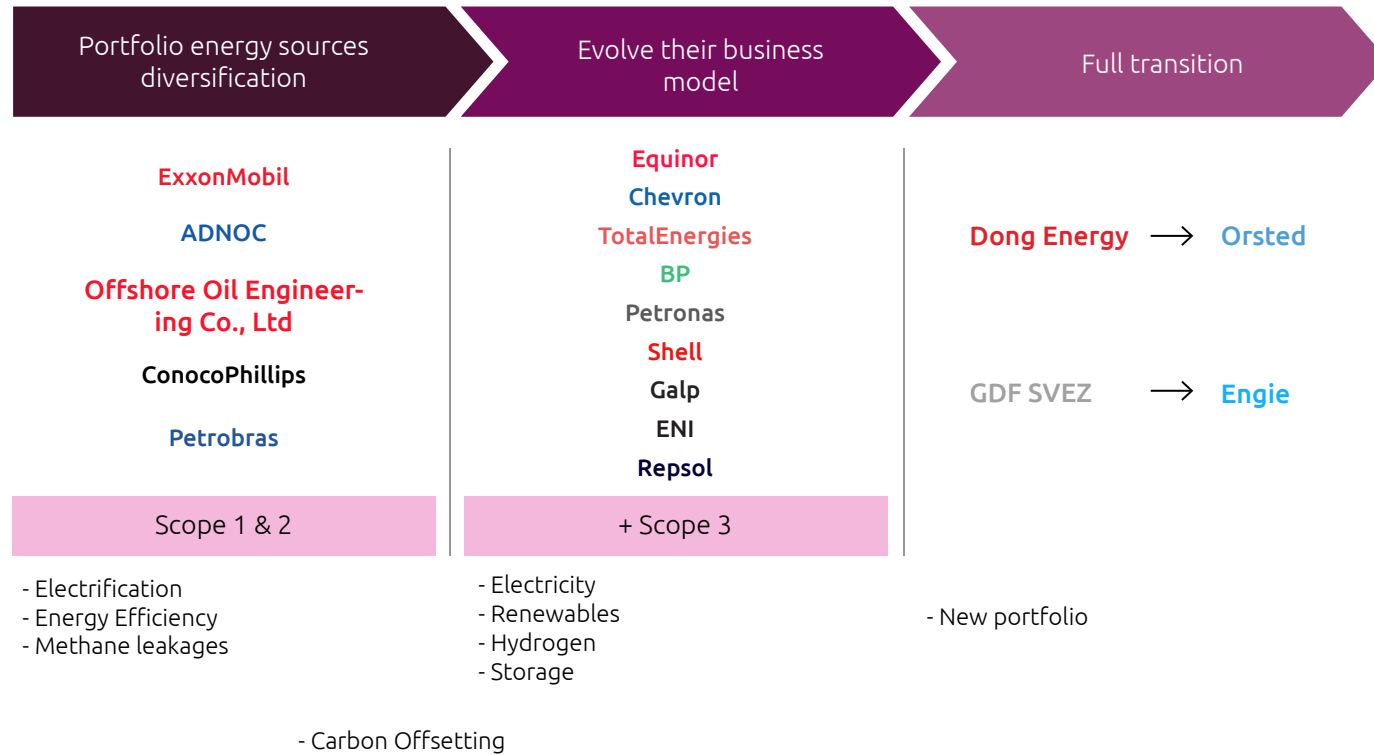 Portfolio energy sources
diversification
Evolve their business
model
Full transition
ExxonMobil
ADNOC
Offshore Oil Engineer-
ing Co., Ltd
ConocoPhillips
Petrobras
Scope 1 & 2
- Electrification
- Energy Efficiency
- Methane leakages
Equinor
Chevron
TotalEnergies
BP
Petronas
Shell
Galp
ENI
Repsol
+ Scope 3
- Electricity
- Renewables
- Hydrogen
- Storage
Dong Energy → Orsted
GDF SVEZ → Engie
- New portfolio
- Carbon Offsetting